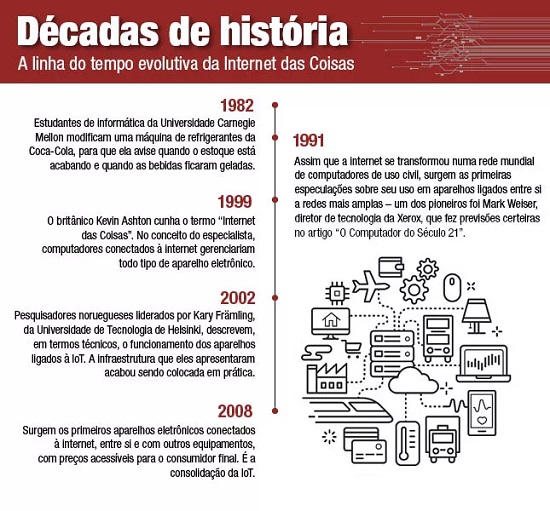 Décadas de história
A linha do tempo evolutiva da Internet das Coisas
1982
Estudantes de informática da Universidade Carnegie
Mellon modificam uma máquina de refrigerantes da
Coca-Cola, para que ela avise quando o estoque está
acabando e quando as bebidas ficaram geladas.
1991
Assim que a internet se transformou numa rede mundial
de computadores de uso civil, surgem as primeiras
especulações sobre seu uso em aparelhos ligados entre si
a redes mais amplas – um dos pioneiros foi Mark Weiser,
diretor de tecnologia da Xerox, que fez previsões certeiras
no artigo “O Computador do Século 21”.
1999
O britânico Kevin Ashton cunha o termo “Internet
das Coisas”. No conceito do especialista,
computadores conectados à internet gerenciariam
todo tipo de aparelho eletrônico.
2002
Pesquisadores noruegueses liderados por Kary Främling,
da Universidade de Tecnologia de Helsinki, descrevem,
em termos técnicos, o funcionamento dos aparelhos
ligados à IoT. A infraestrutura que eles apresentaram
acabou sendo colocada em prática.
2008
Surgem os primeiros aparelhos eletrônicos conectados
à internet, entre si e com outros equipamentos,
com preços acessíveis para o consumidor final. É a
consolidação da IoT.